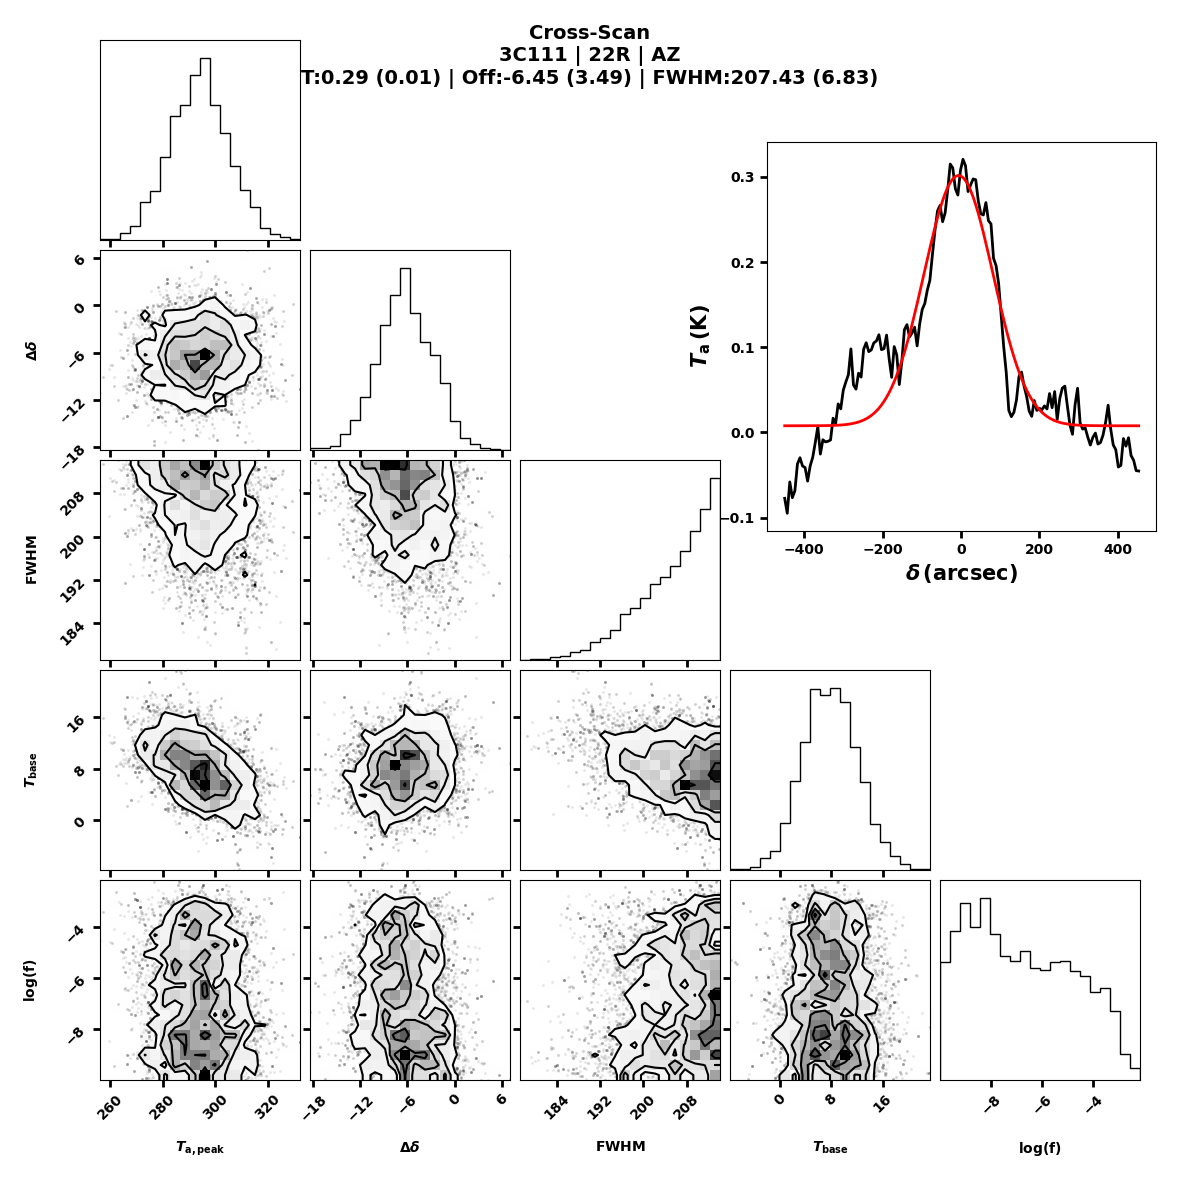 Cross-Scan
3C111 | 22R | AZ
T:0.29 (0.01) | Off:-6.45 (3.49) | FWHM:207.43 (6.83)
0.3
0.2
0.1
0.0
−0.1
Ta (K)
−400 −200 0 200 400
δ (arcsec)
6
0
−6
−12
−18
Δδ
208
200
192
184
FWHM
16
8
0
Tbase
−4
−6
−8
log(f)
260 280 300 320
−18 −12 −6 0 6
184 192 200 208
0 8 16
−8 −6 −4
Ta,peak
Δδ
FWHM
Tbase
log(f)